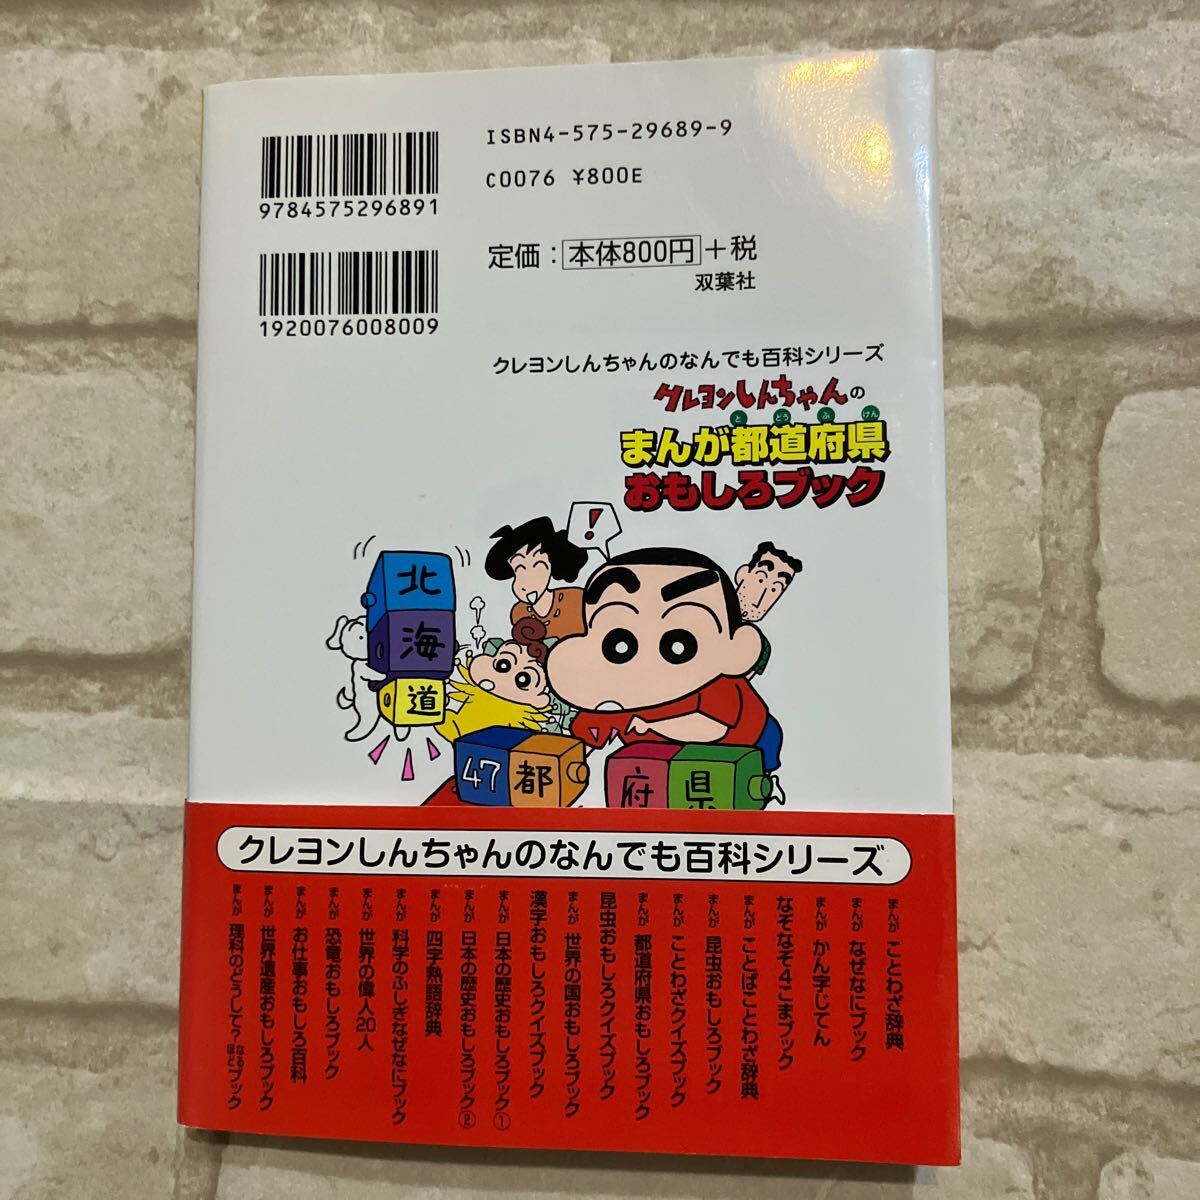 ISBN4-575-29689-9
C0076 ¥800E
9784575296891
1920076008009
定価：本体800円+税
双葉社
クレヨンしんちゃんのなんでも百科シリーズ
クレヨンしんちゃんの
と どう ふ けん
まんが都道府県
おもしろブック
!
北
海
道
47 都
府 県
クレヨンしんちゃんのなんでも百科シリーズ
まんが ことわざ辞典
まんが なぜなにブック
まんが かん字じてん
なぞなぞ4こまブック
まんが ことばことわざ辞典
まんが 昆虫おもしろブック
まんが ことわざクイズブック
まんが 都道府県おもしろブック
昆虫おもしろクイズブック
まんが 世界の国おもしろブック
漢字おもしろクイズブック
まんが 日本の歴史おもしろブック①
まんが 日本の歴史おもしろブック②
まんが 四字熟語辞典
まんが 科学のふしぎなぜなにブック
まんが 世界の偉人20人
まんが 恐竜おもしろブック
まんが お仕事おもしろ百科
まんが 世界遺産おもしろブック
まんが 理科のどうして？なるほどブック